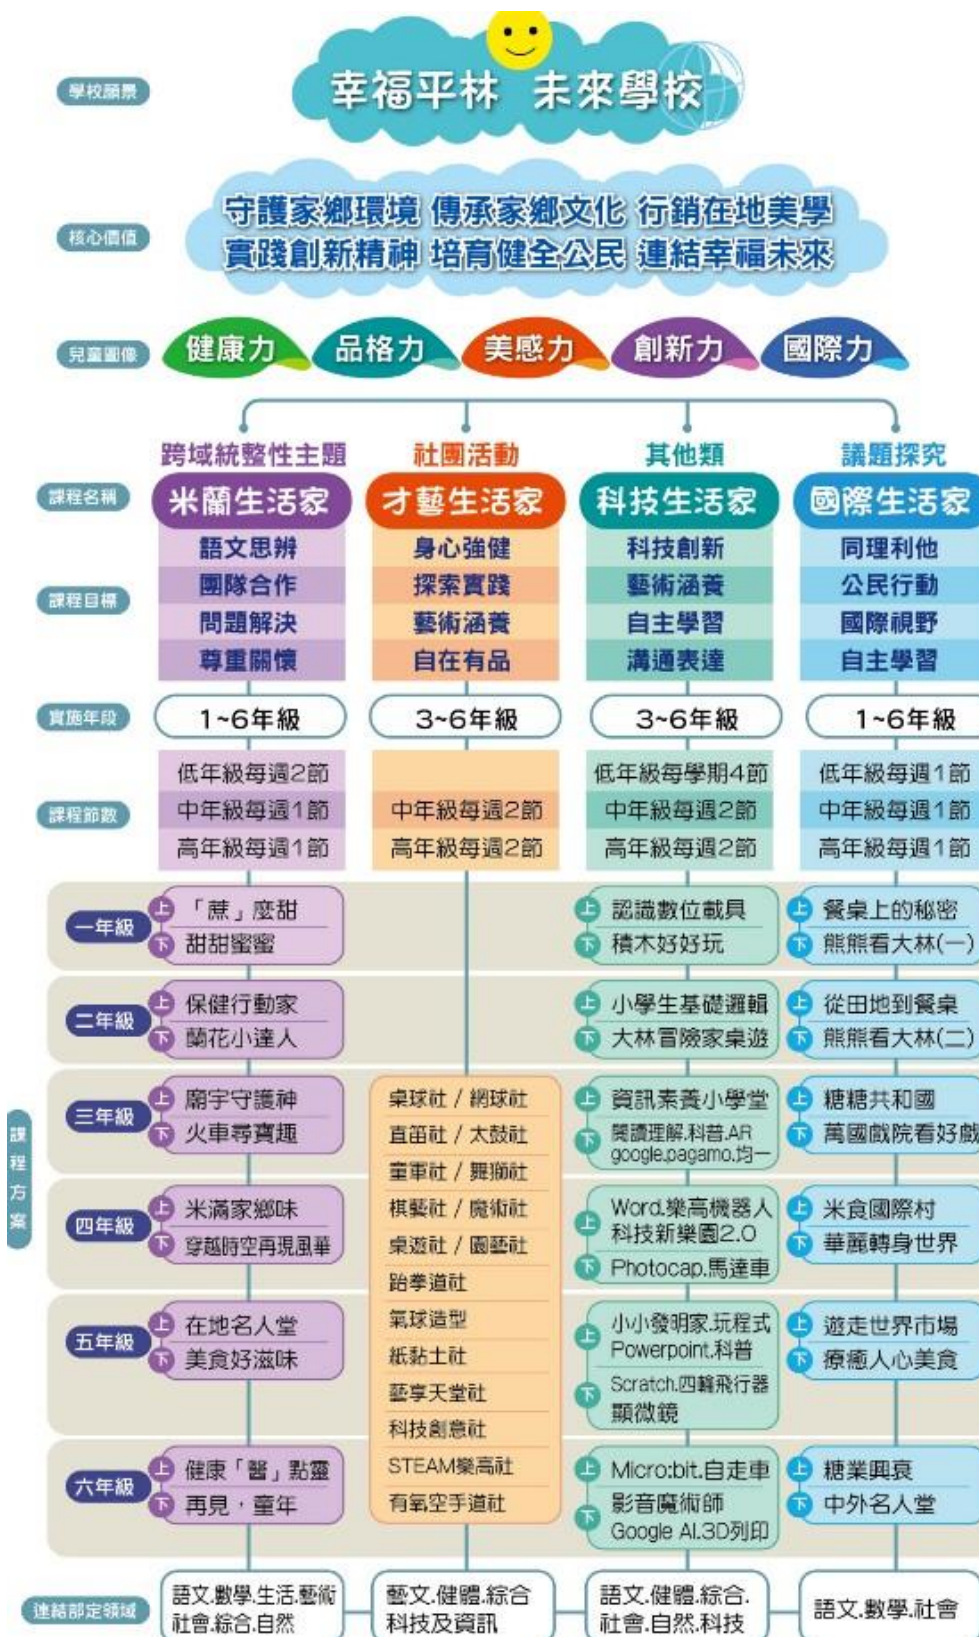 學校願景
幸福平林 未來學校
核心價值
守護家鄉環境 傳承家鄉文化 行銷在地美學
實踐創新精神 培育健全公民 連結幸福未來
兒童圖像
健康力 品格力 美感力 創新力 國際力
跨域統整性主題 社團活動 其他類 議題探究
課程名稱
米蘭生活家 才藝生活家 科技生活家 國際生活家
課程目標
語文思辨 身心強健 科技創新 同理利他
團隊合作 探索實踐 藝術涵養 公民行動
問題解決 藝術涵養 自主學習 國際視野
尊重關懷 自在有品 溝通表達 自主學習
實施年段
1~6年級 3~6年級 3~6年級 1~6年級
課程節數
低年級每週2節 低年級每學期4節 低年級每週1節
中年級每週1節 中年級每週2節 中年級每週2節 中年級每週1節
高年級每週1節 高年級每週2節 高年級每週2節 高年級每週1節
課程方案
一年級
上 「蔗」麼甜
下 甜甜蜜蜜
上 認識數位載具
下 積木好好玩
上 餐桌上的秘密
下 熊熊看大林(一)
二年級
上 保健行動家
下 蘭花小達人
上 小學生基礎邏輯
下 大林冒險家桌遊
上 從田地到餐桌
下 熊熊看大林(二)
三年級
上 廟宇守護神
下 火車尋寶趣
上 資訊素養小學堂
下 閱讀理解.科普.AR
google.pagamo.均一
上 糖糖共和國
下 萬國戲院看好戲
四年級
上 米滿家鄉味
下 穿越時空再現風華
上 Word.樂高機器人
科技新樂園2.0
下 Photocap.馬達車
上 米食國際村
下 華麗轉身世界
五年級
上 在地名人堂
下 美食好滋味
上 小小發明家.玩程式
Powerpoint.科普
下 Scratch.四輪飛行器
顯微鏡
上 遊走世界市場
下 療癒人心美食
六年級
上 健康「醫」點靈
下 再見，童年
上 Micro:bit.自走車
下 影音魔術師
Google AI.3D列印
上 糖業興衰
下 中外名人堂
桌球社 / 網球社
直笛社 / 太鼓社
童軍社 / 舞獅社
棋藝社 / 魔術社
桌遊社 / 園藝社
跆拳道社
氣球造型
紙黏土社
藝享天堂社
科技創意社
STEAM樂高社
有氧空手道社
連結部定領域
語文.數學.生活.藝術
社會.綜合.自然
藝文.健體.綜合
科技及資訊
語文.健體.綜合.
社會.自然.科技
語文.數學.社會